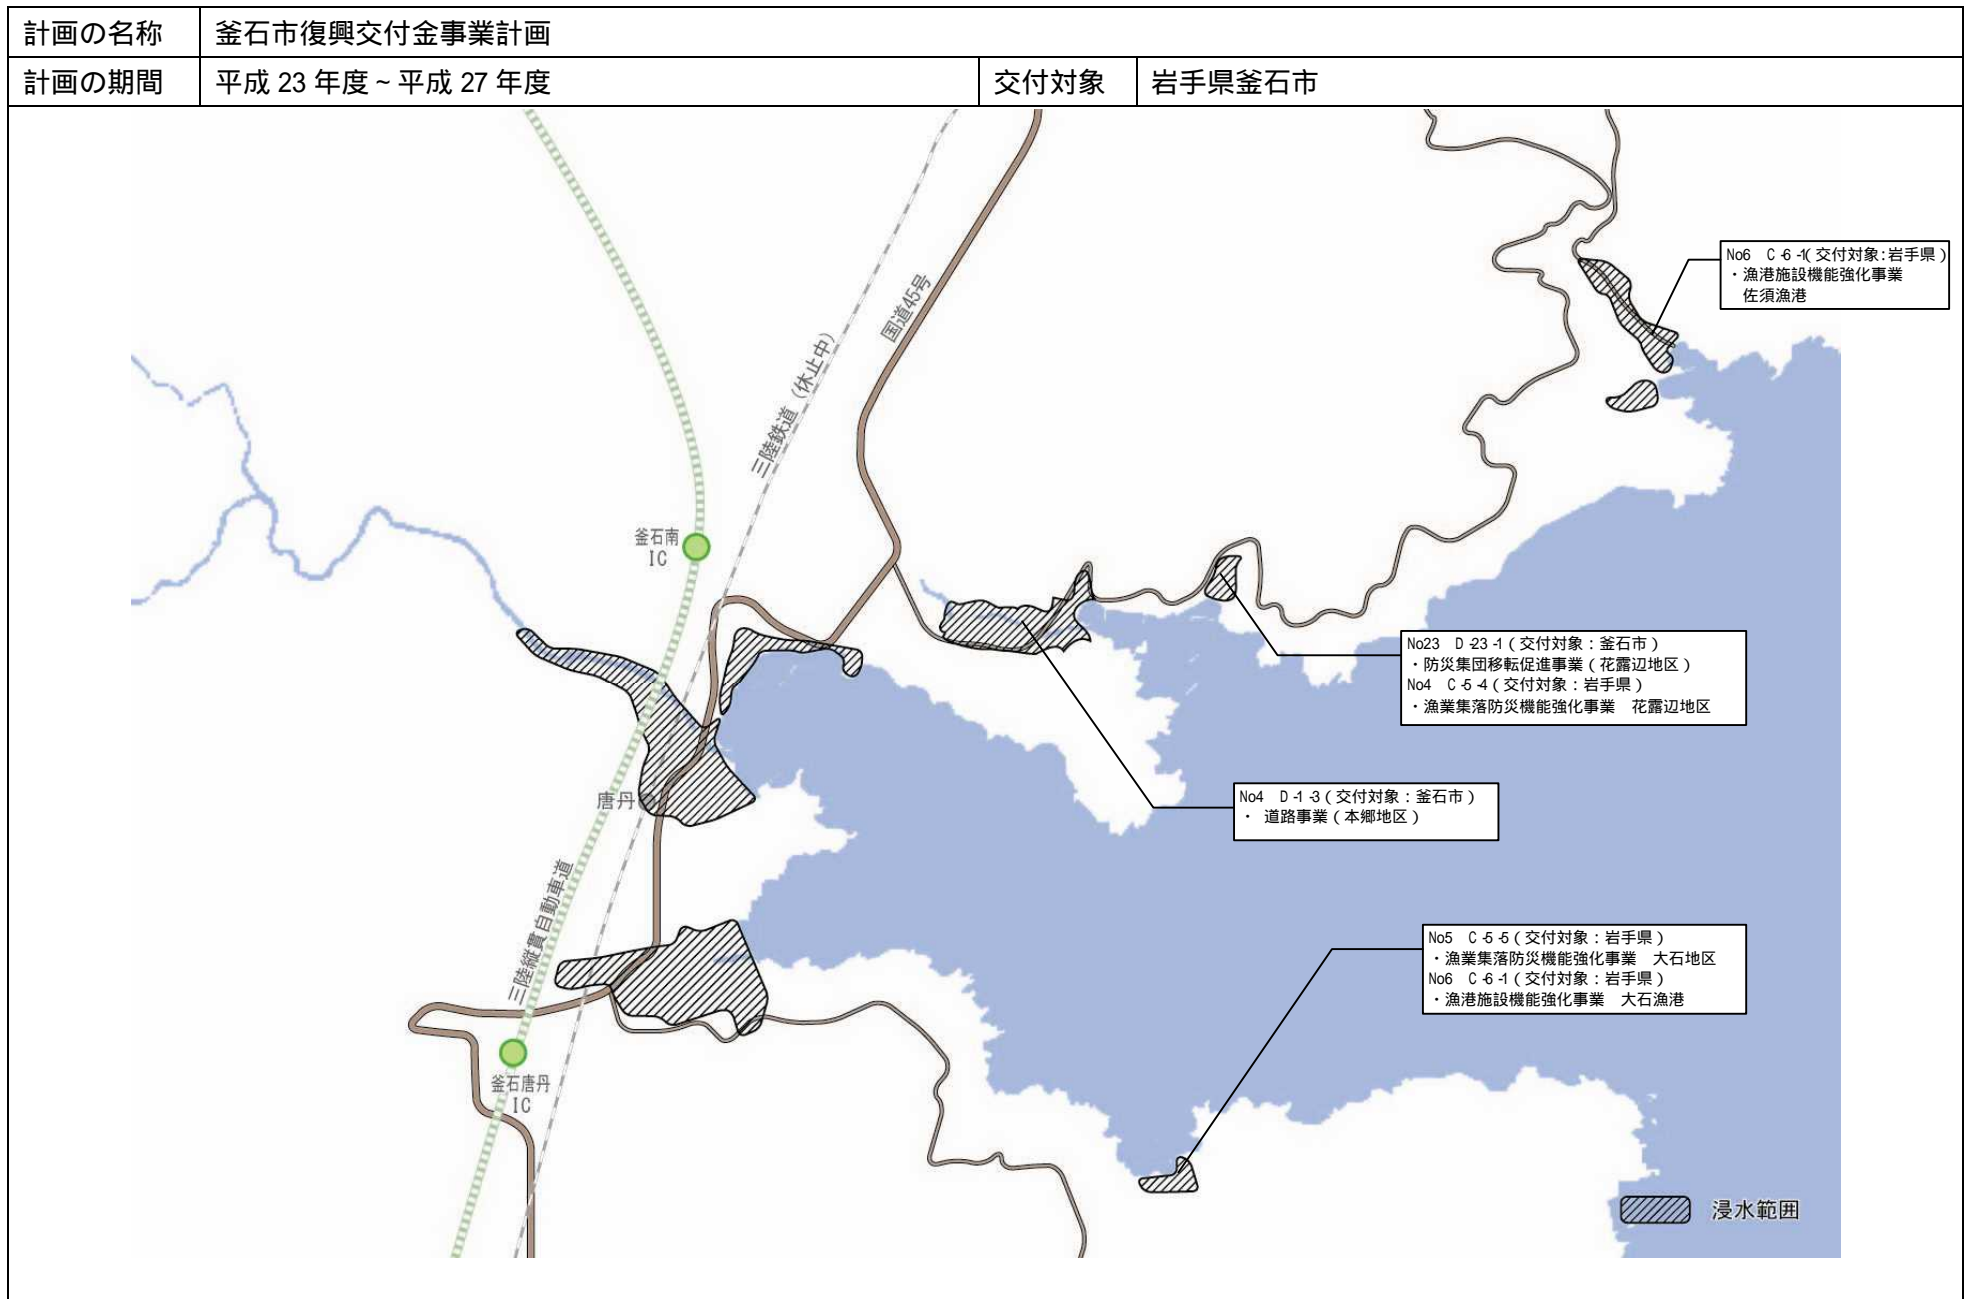 計画の名称 釜石市復興交付金事業計画
計画の期間 平成 23 年度~平成 27 年度 交付対象 岩手県釜石市
No6 C-6-1(交付対象:岩手県)
・漁港施設機能強化事業
佐須漁港
国道45号
三陸鉄道(休止中)
釜石南
IC
No23 D-23-1(交付対象:釜石市)
・防災集団移転促進事業(花露辺地区)
No4 C-5-4(交付対象:岩手県)
・漁業集落防災機能強化事業 花露辺地区
唐丹
No4 D-1-3(交付対象:釜石市)
・ 道路事業(本郷地区)
三陸縦貫自動車道
No5 C-5-5(交付対象:岩手県)
・漁業集落防災機能強化事業 大石地区
No6 C-6-1(交付対象:岩手県)
・漁港施設機能強化事業 大石漁港
釜石唐丹
IC
浸水範囲